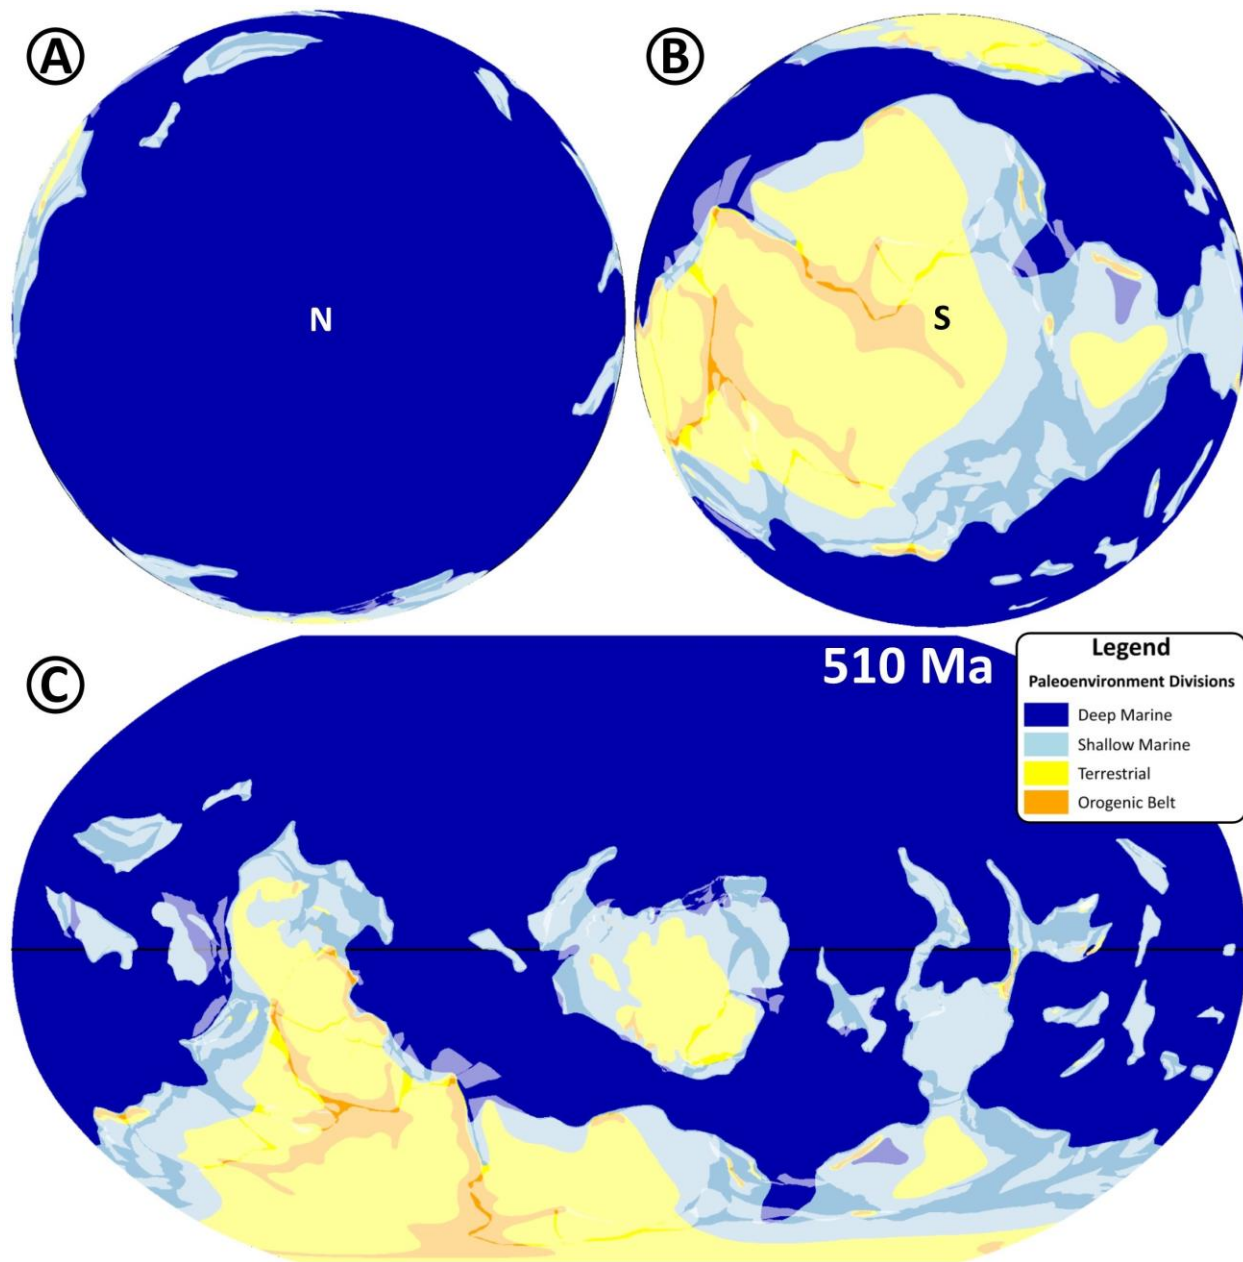 A
B
N
S
C
510 Ma
Legend
Paleoenvironment Divisions
Deep Marine
Shallow Marine
Terrestrial
Orogenic Belt